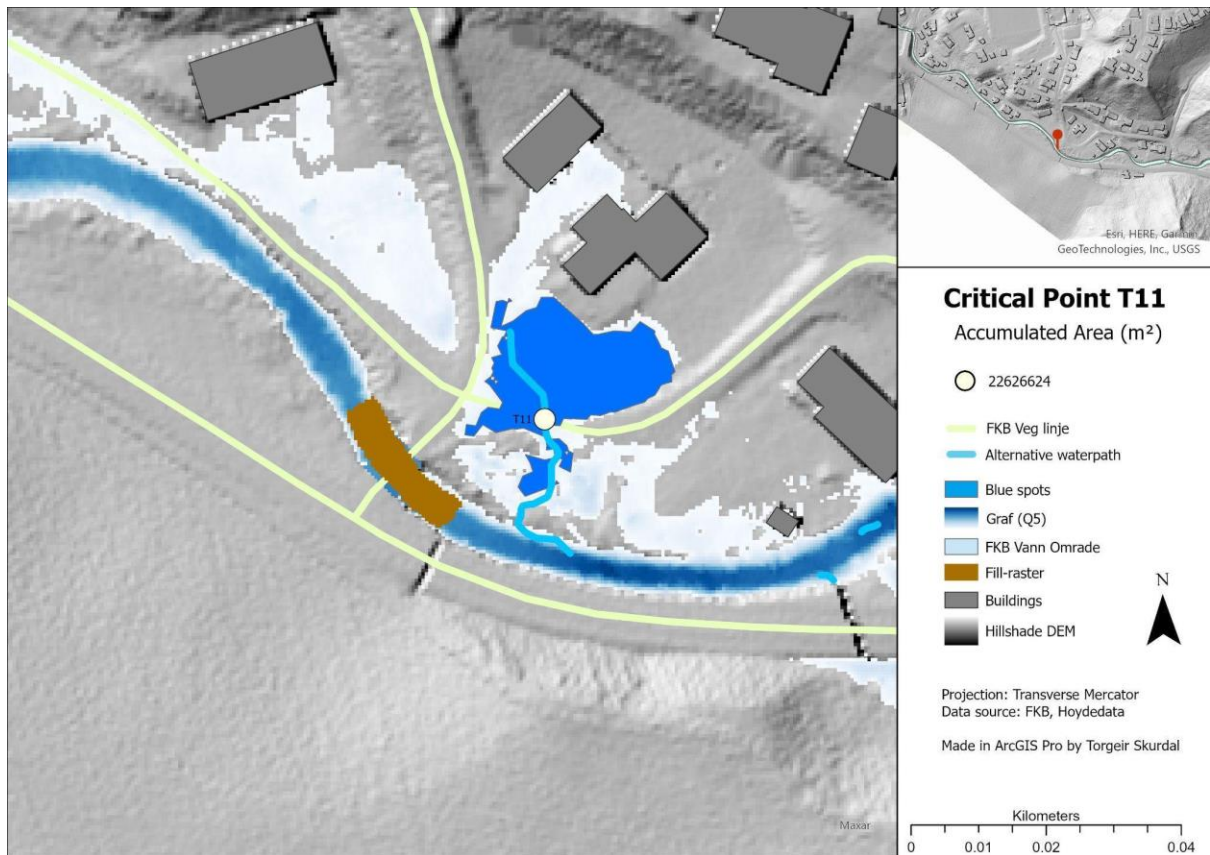 T11
Maxar
Esri, HERE, Garmin,
GeoTechnologies, Inc., USGS
Critical Point T11
Accumulated Area (m²)
22626624
FKB Veg linje
Alternative waterpath
Blue spots
Graf (Q5)
FKB Vann Omrade
Fill-raster
Buildings
Hillshade DEM
N
Projection: Transverse Mercator
Data source: FKB, Hoydedata
Made in ArcGIS Pro by Torgeir Skurdal
Kilometers
0 0.01 0.02 0.04